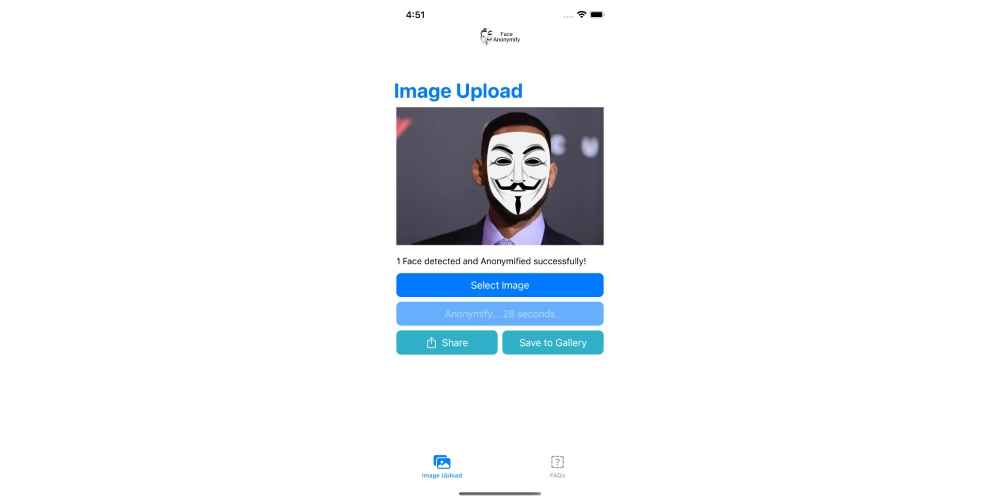 4:51
Face
Anonymify
Image Upload
1 Face detected and Anonymified successfully!
Select Image
Anonymify... 28 seconds
Share
Save to Gallery
Image Upload
FAQs